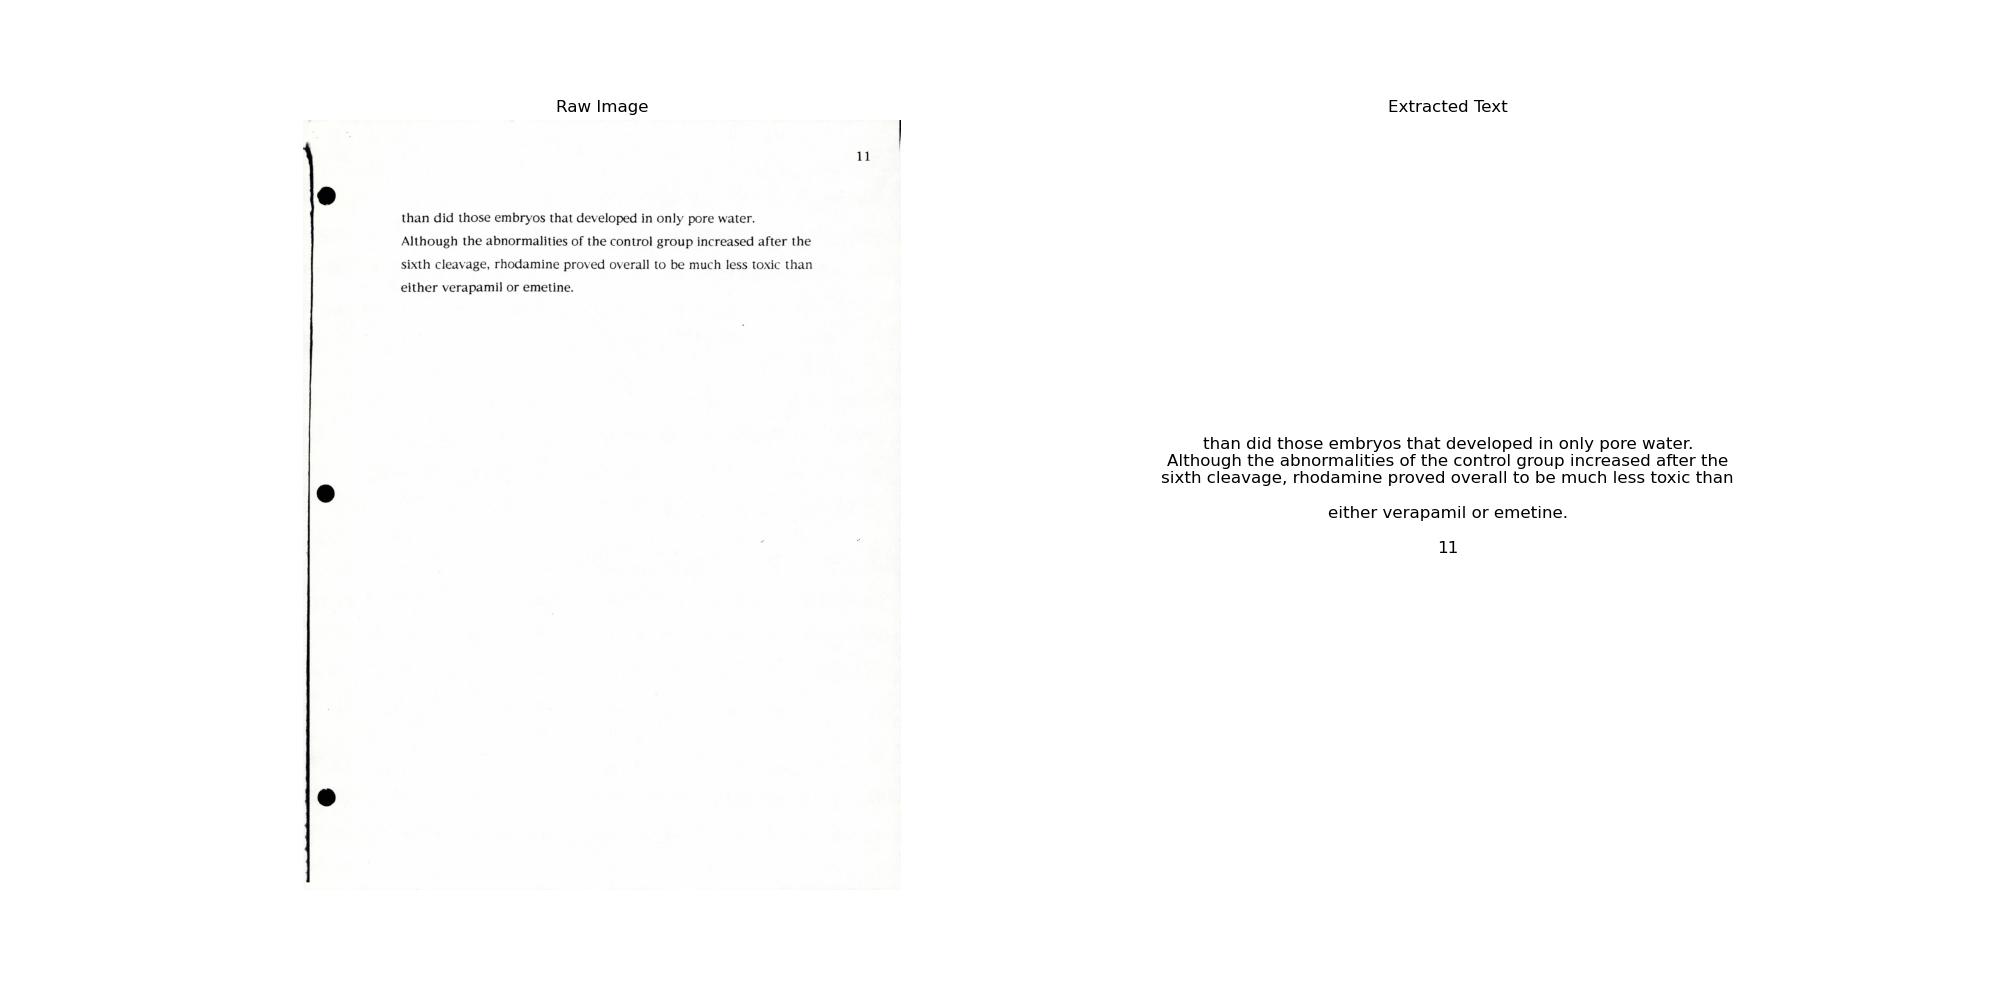 Raw Image
11
than did those embryos that developed in only pore water.
Although the abnormalities of the control group increased after the
sixth cleavage, rhodamine proved overall to be much less toxic than
either verapamil or emetine.
Extracted Text
than did those embryos that developed in only pore water.
Although the abnormalities of the control group increased after the
sixth cleavage, rhodamine proved overall to be much less toxic than
either verapamil or emetine.
11